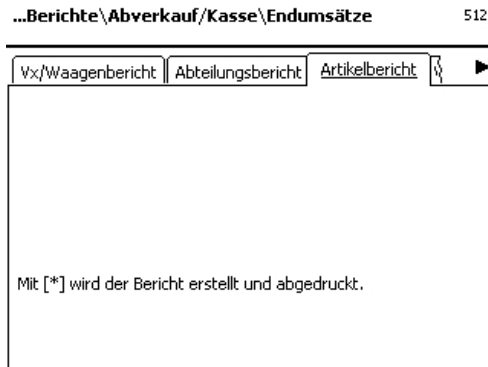 ...Berichte\Abverkauf/Kasse\Endumsätze 512
Vx/Waagenbericht Abteilungsbericht Artikelbericht
Mit [*] wird der Bericht erstellt und abgedruckt.